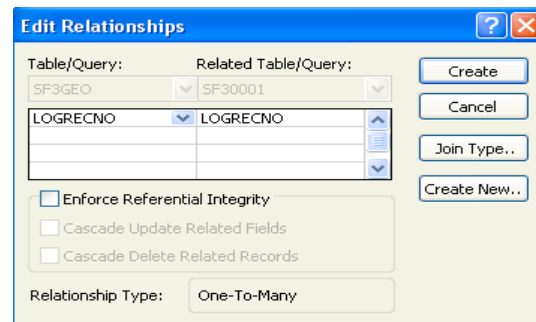 Edit Relationships
Table/Query: Related Table/Query:
SF3GEO SF30001
LOGRECNO LOGRECNO
Enforce Referential Integrity
Cascade Update Related Fields
Cascade Delete Related Records
Relationship Type: One-To-Many
Create
Cancel
Join Type..
Create New..